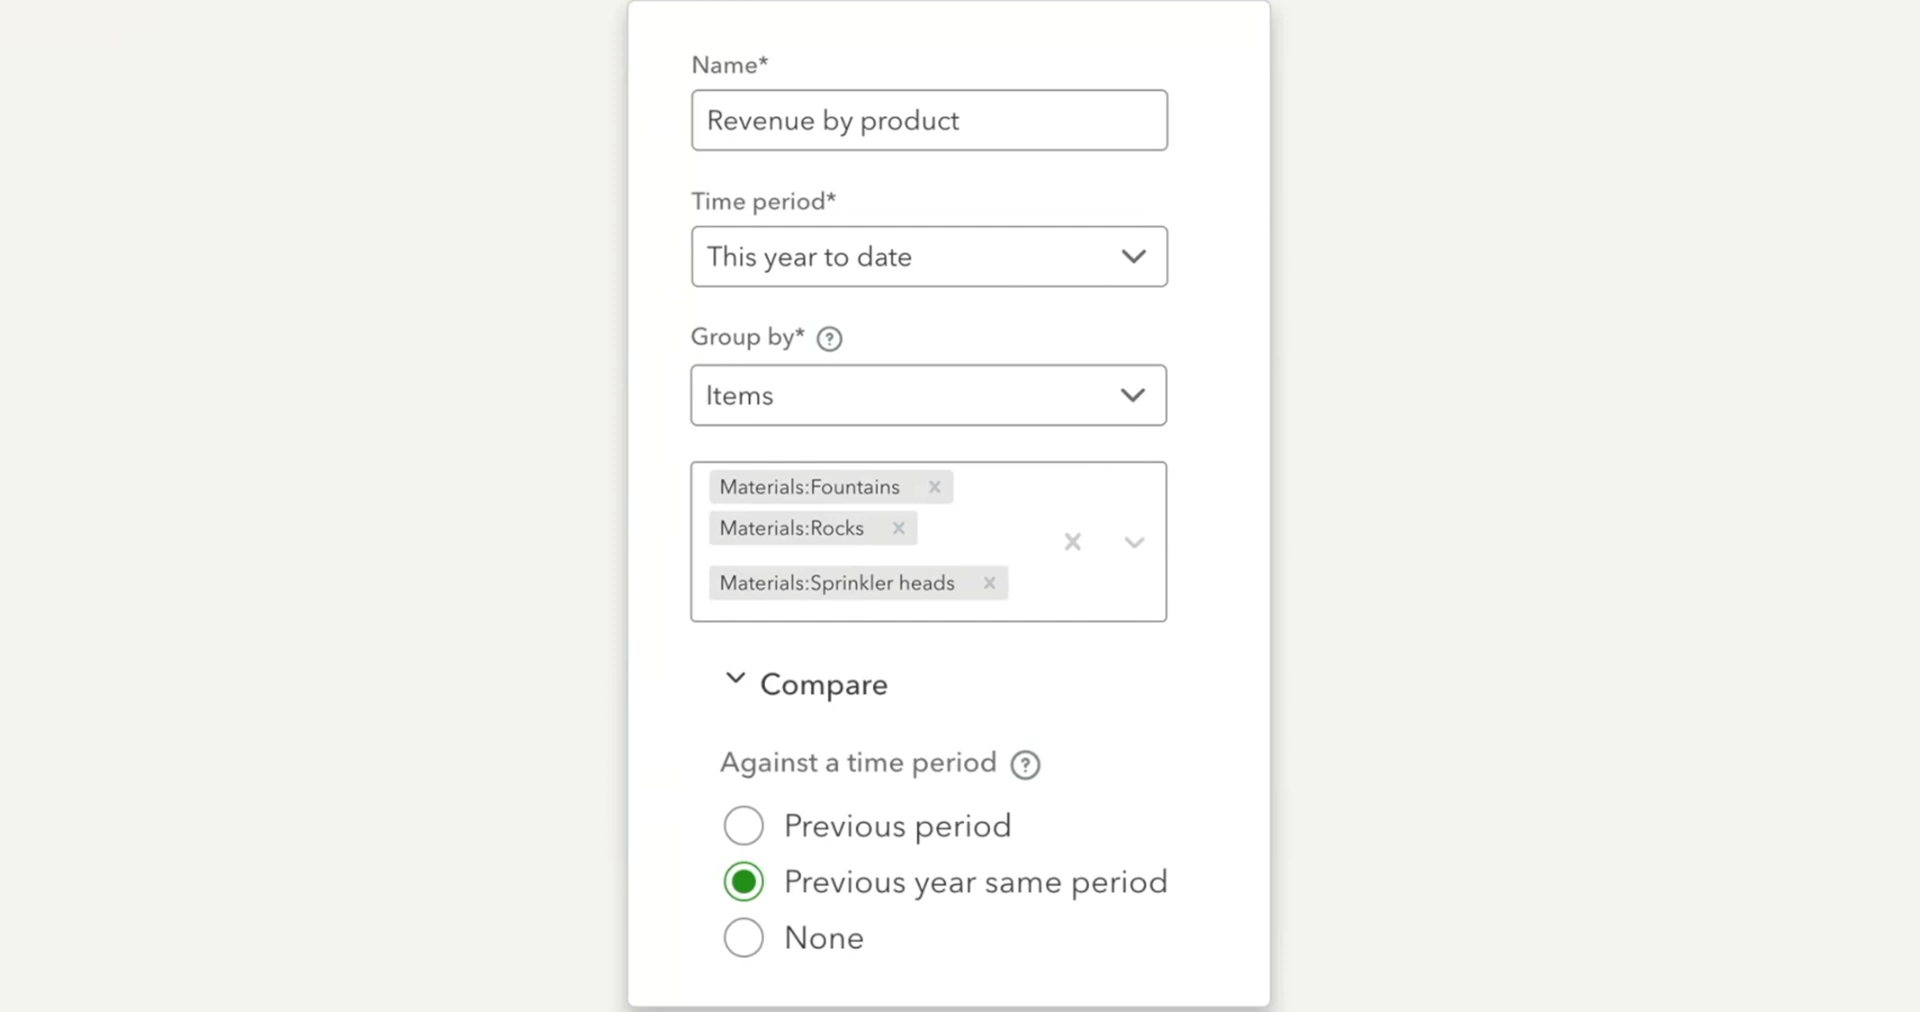 Name*
Revenue by product
Time period*
This year to date
Group by* ?
Items
Materials:Fountains ×
Materials:Rocks ×
×
Materials:Sprinkler heads ×
Compare
Against a time period ?
Previous period
Previous year same period
None